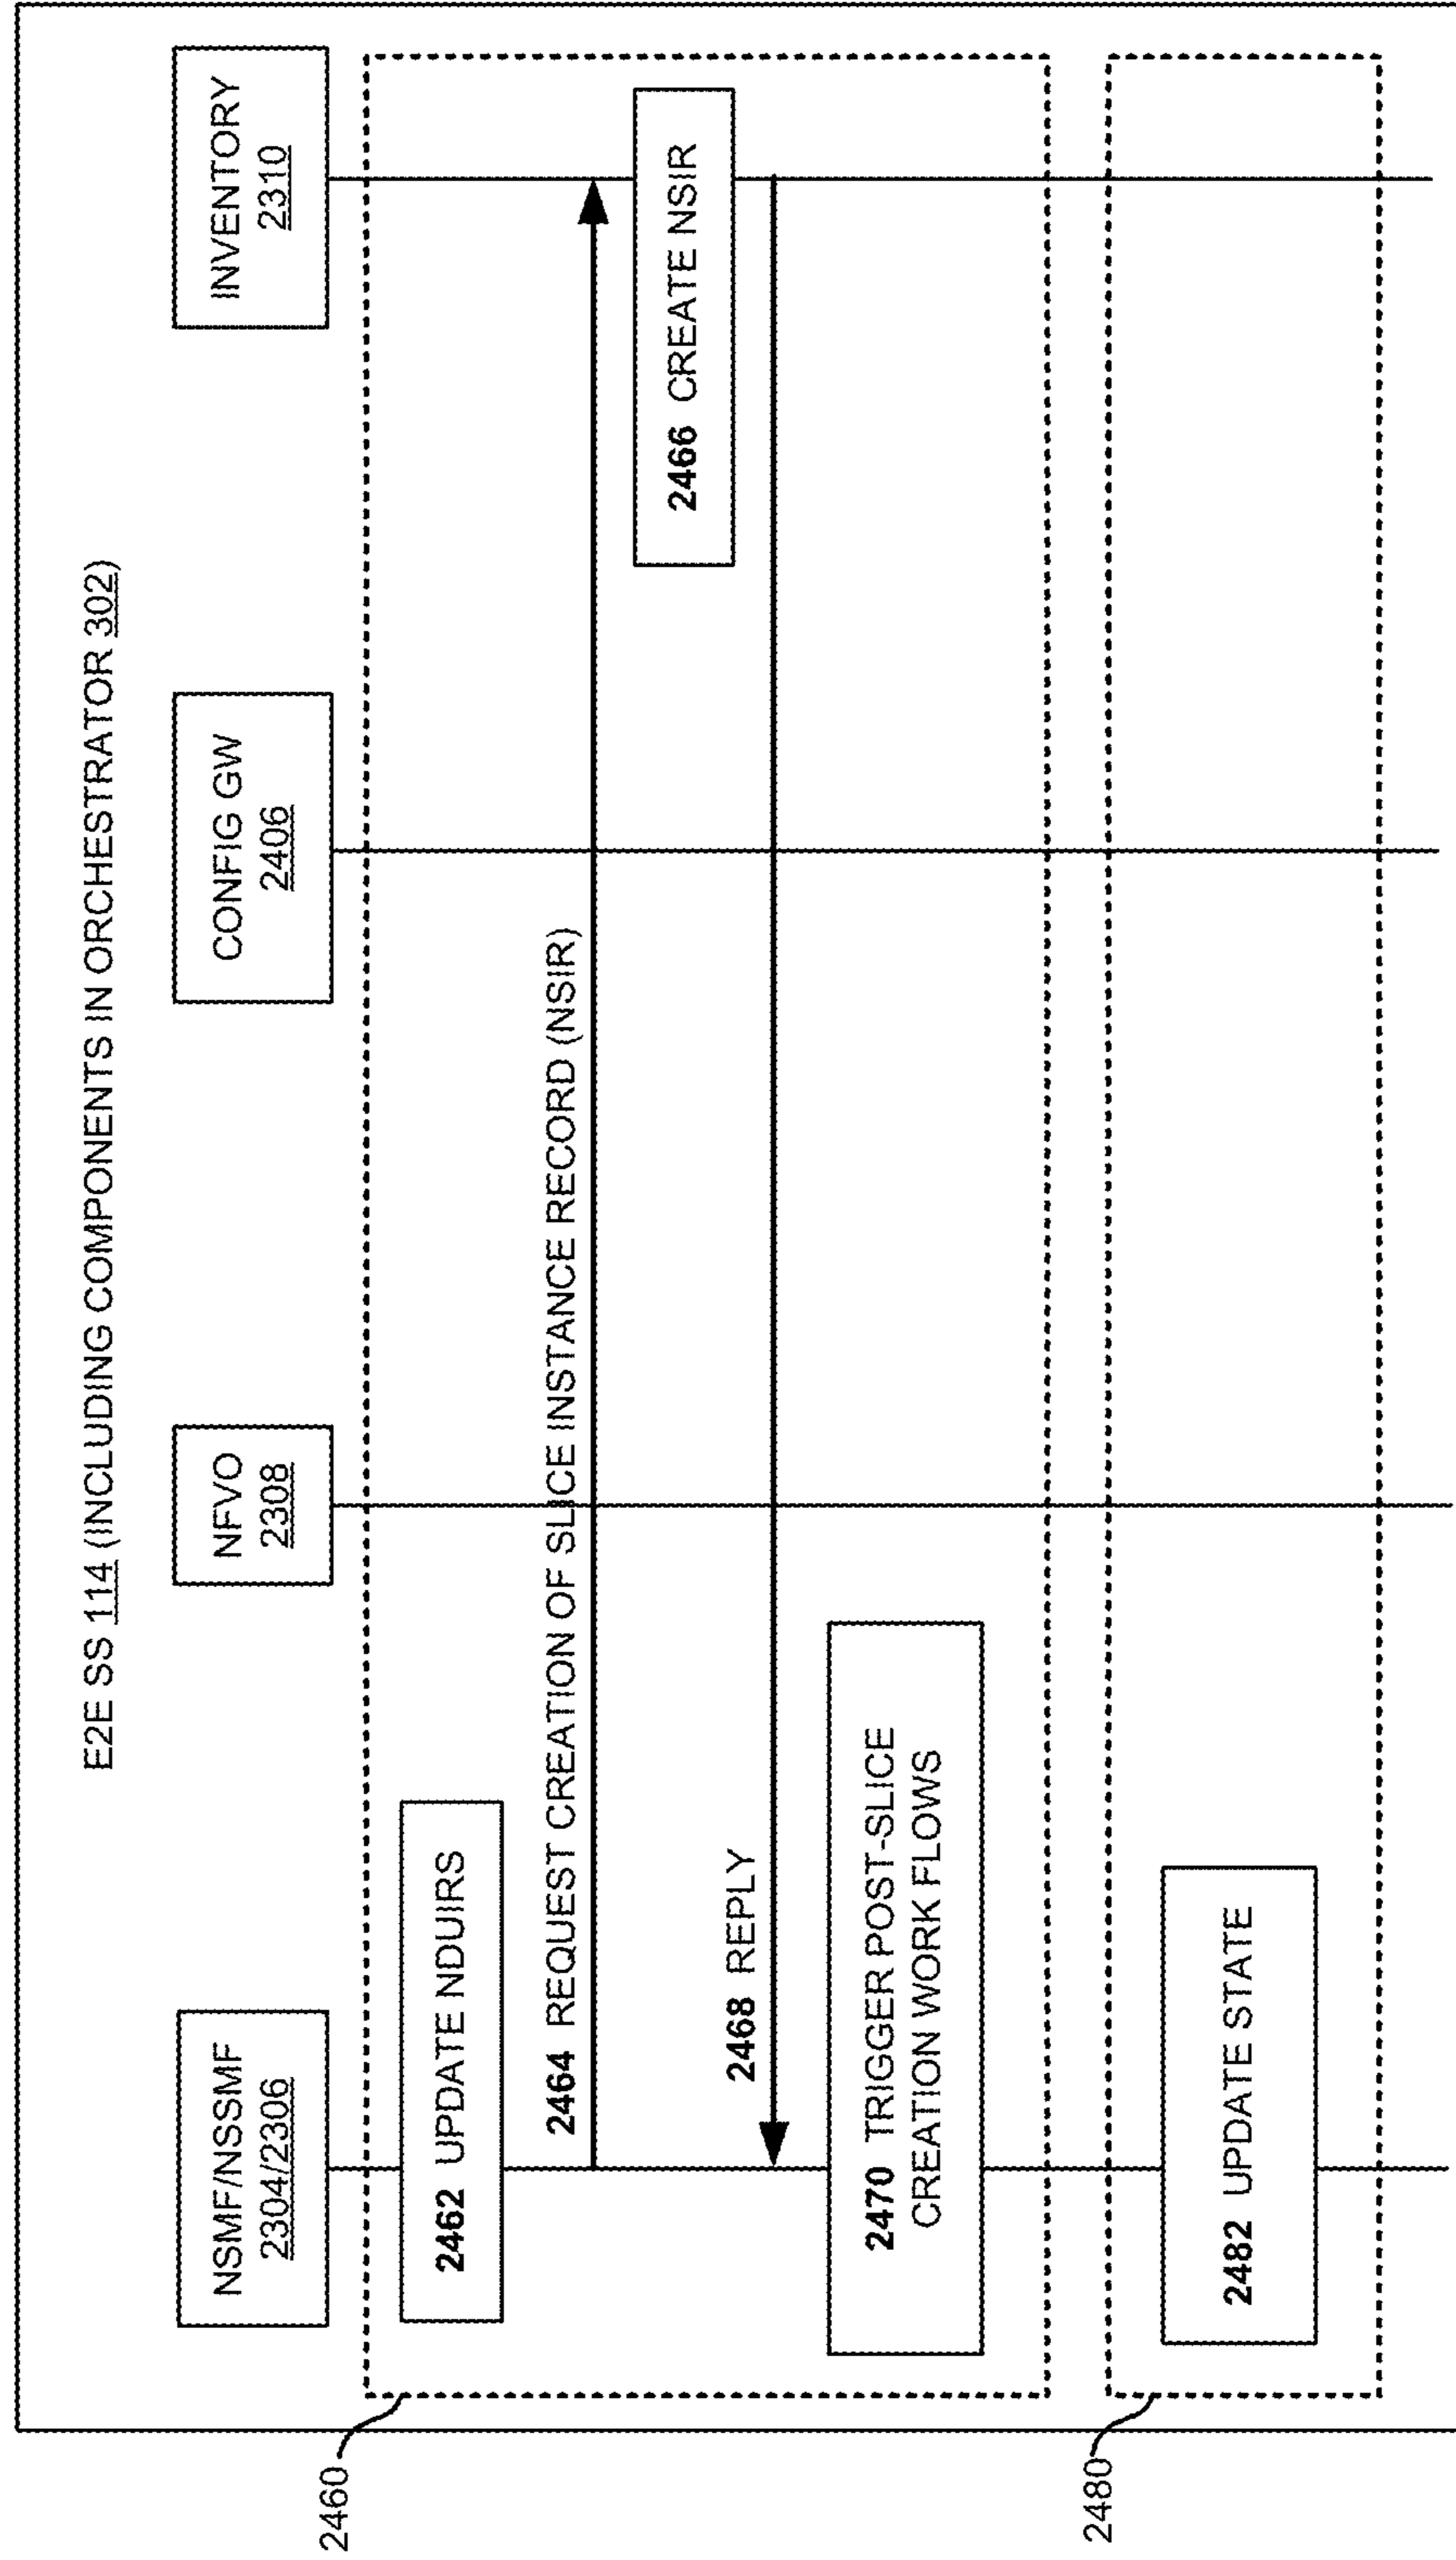 E2E SS 114 (INCLUDING COMPONENTS IN ORCHESTRATOR 302)
NSMF/NSSMF
2304/2306
NFVO
2308
CONFIG GW
2406
INVENTORY
2310
2460
2462 UPDATE NDUIRS
2464 REQUEST CREATION OF SLICE INSTANCE RECORD (NSIR)
2466 CREATE NSIR
2468 REPLY
2470 TRIGGER POST-SLICE
CREATION WORK FLOWS
2480
2482 UPDATE STATE